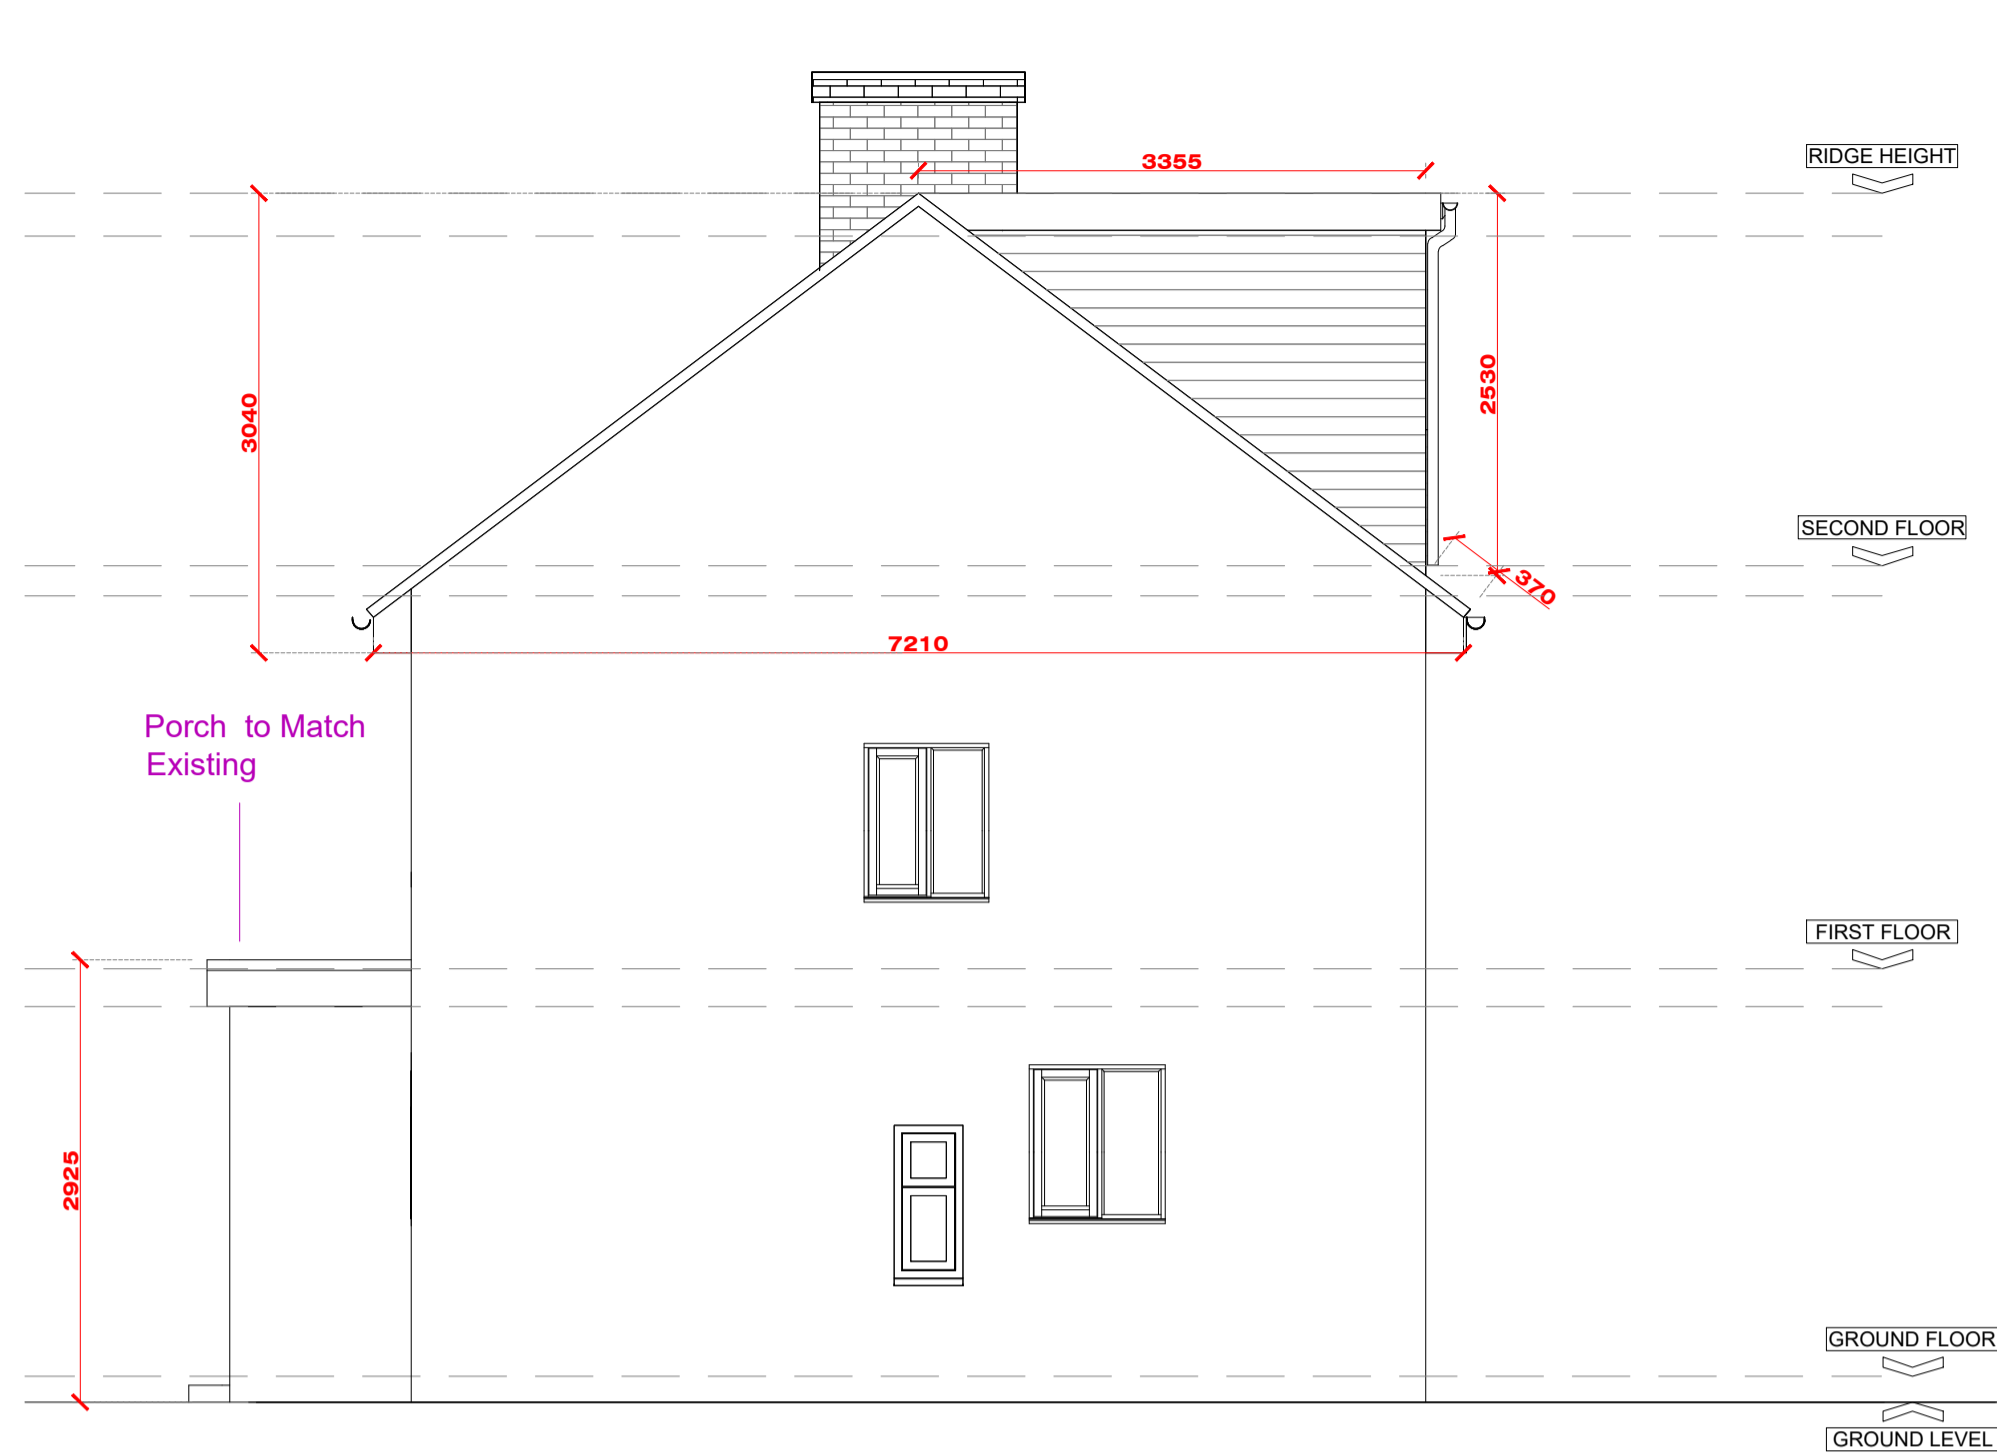 RIDGE HEIGHT
3355
2530
3040
SECOND FLOOR
370
7210
Porch to Match
Existing
FIRST FLOOR
2925
GROUND FLOOR
GROUND LEVEL